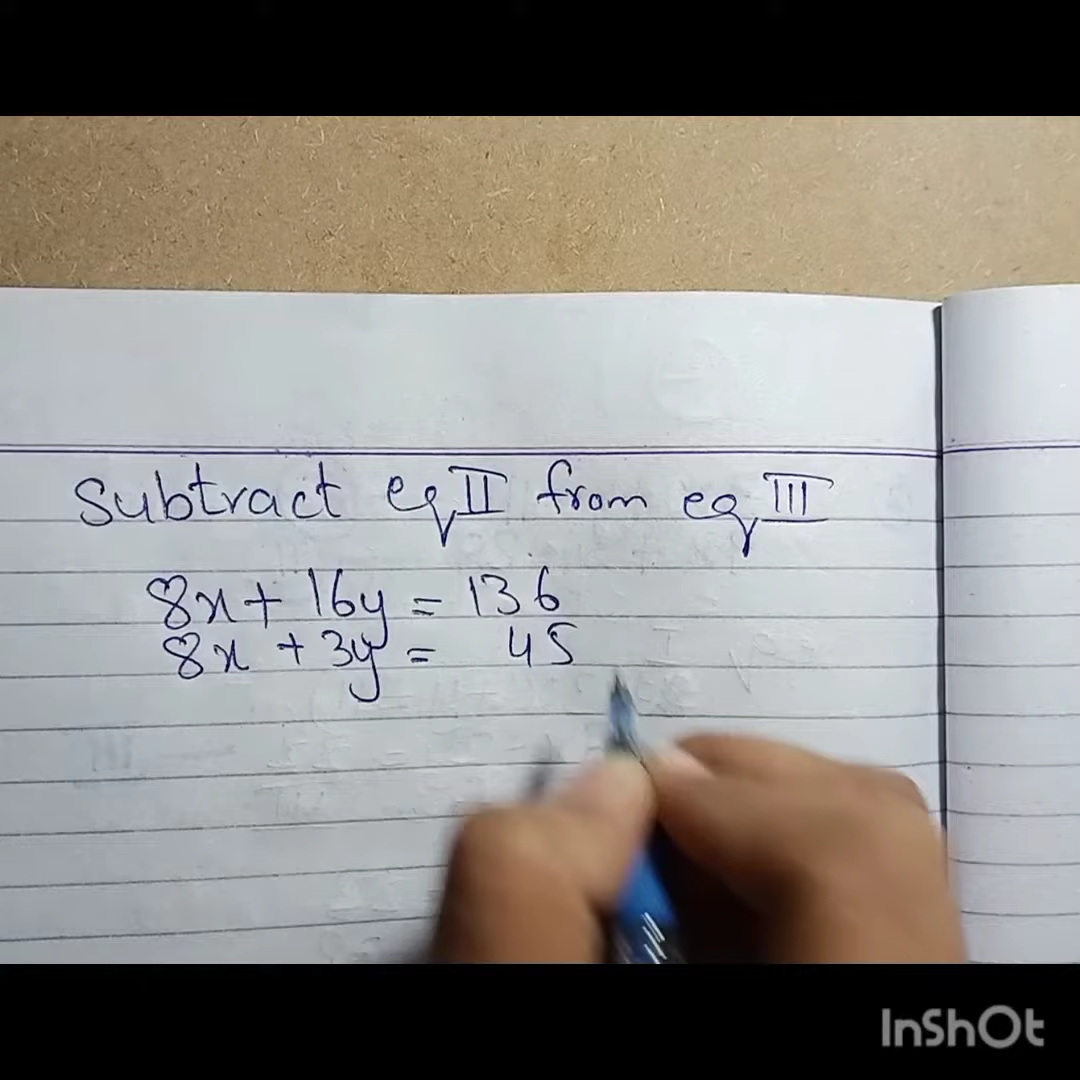 Subtract eq II from eq III
8x + 16y = 136
8x + 3y = 45
InShOt